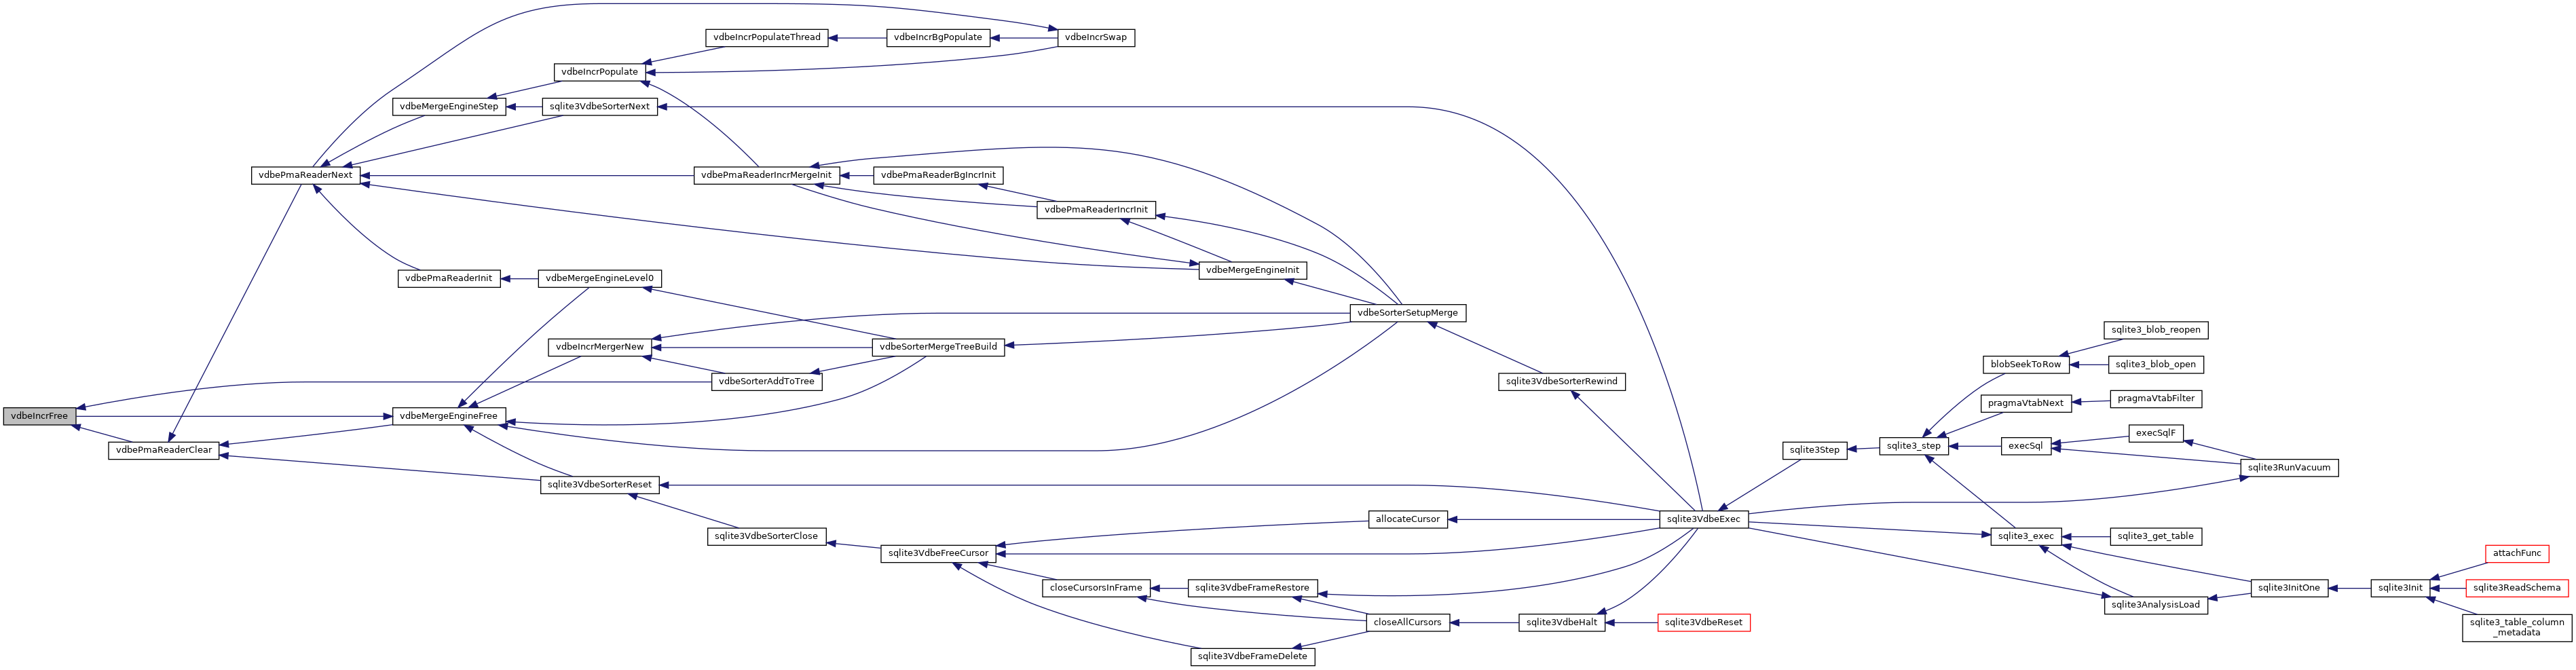 vdbeIncrFree
vdbePmaReaderClear
vdbePmaReaderNext
vdbeMergeEngineFree
vdbeMergeEngineStep
vdbePmaReaderInit
vdbeIncrPopulate
sqlite3VdbeSorterNext
vdbeMergeEngineLevel0
vdbeIncrMergerNew
sqlite3VdbeSorterReset
vdbeIncrPopulateThread
vdbePmaReaderIncrMergeInit
vdbeSorterAddToTree
sqlite3VdbeSorterClose
vdbeIncrBgPopulate
vdbePmaReaderBgIncrInit
vdbeSorterMergeTreeBuild
sqlite3VdbeFreeCursor
vdbeIncrSwap
vdbePmaReaderIncrInit
closeCursorsInFrame
vdbeMergeEngineInit
sqlite3VdbeFrameRestore
sqlite3VdbeFrameDelete
vdbeSorterSetupMerge
allocateCursor
closeAllCursors
sqlite3VdbeSorterRewind
sqlite3VdbeHalt
sqlite3VdbeExec
sqlite3VdbeReset
sqlite3Step
sqlite3_step
blobSeekToRow
pragmaVtabNext
execSql
sqlite3_exec
sqlite3_blob_reopen
sqlite3_blob_open
pragmaVtabFilter
execSqlF
sqlite3_get_table
sqlite3AnalysisLoad
sqlite3RunVacuum
sqlite3InitOne
sqlite3Init
attachFunc
sqlite3ReadSchema
sqlite3_table_column
_metadata